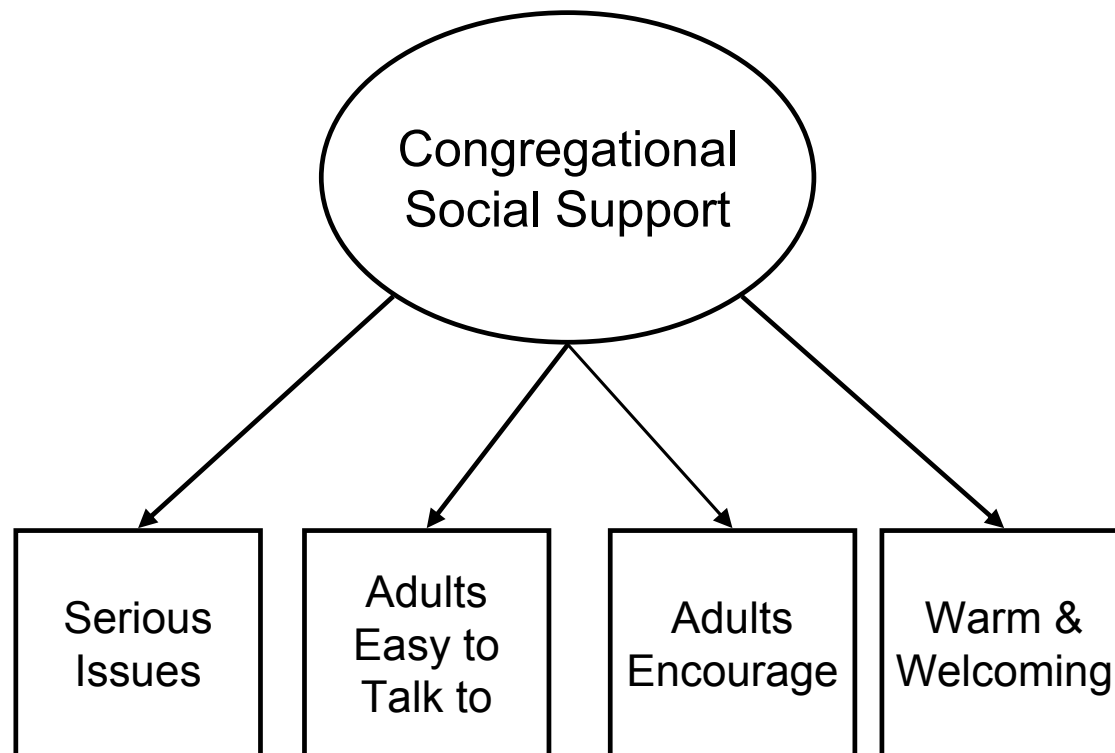 Congregational
Social Support
Serious
Issues
Adults
Easy to
Talk to
Adults
Encourage
Warm &
Welcoming